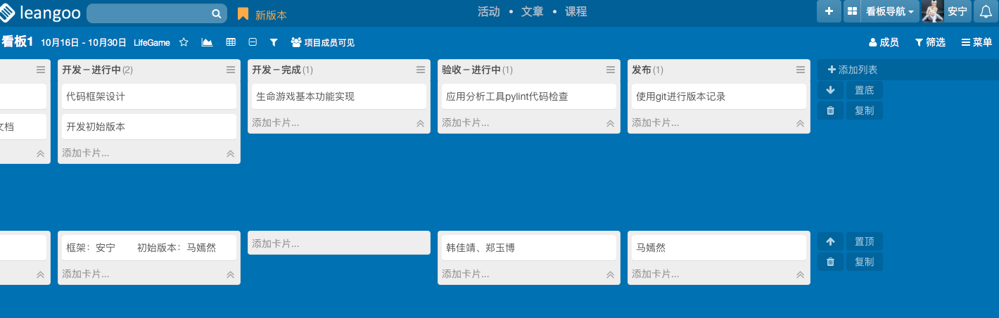 leangoo 新版本 活动 • 文章 • 课程 看板导航 安宁
看板1 10月16日 - 10月30日 LifeGame 项目成员可见 成员 筛选 菜单
开发－进行中(2) 开发－完成(1) 验收－进行中(1) 发布(1) 添加列表
代码框架设计 生命游戏基本功能实现 应用分析工具pylint代码检查 使用git进行版本记录 置底
复制
文档 开发初始版本 添加卡片... 添加卡片... 添加卡片...
添加卡片...
框架：安宁 初始版本：马嫣然 添加卡片... 韩佳靖、郑玉博 马嫣然 置顶
复制
添加卡片... 添加卡片... 添加卡片...